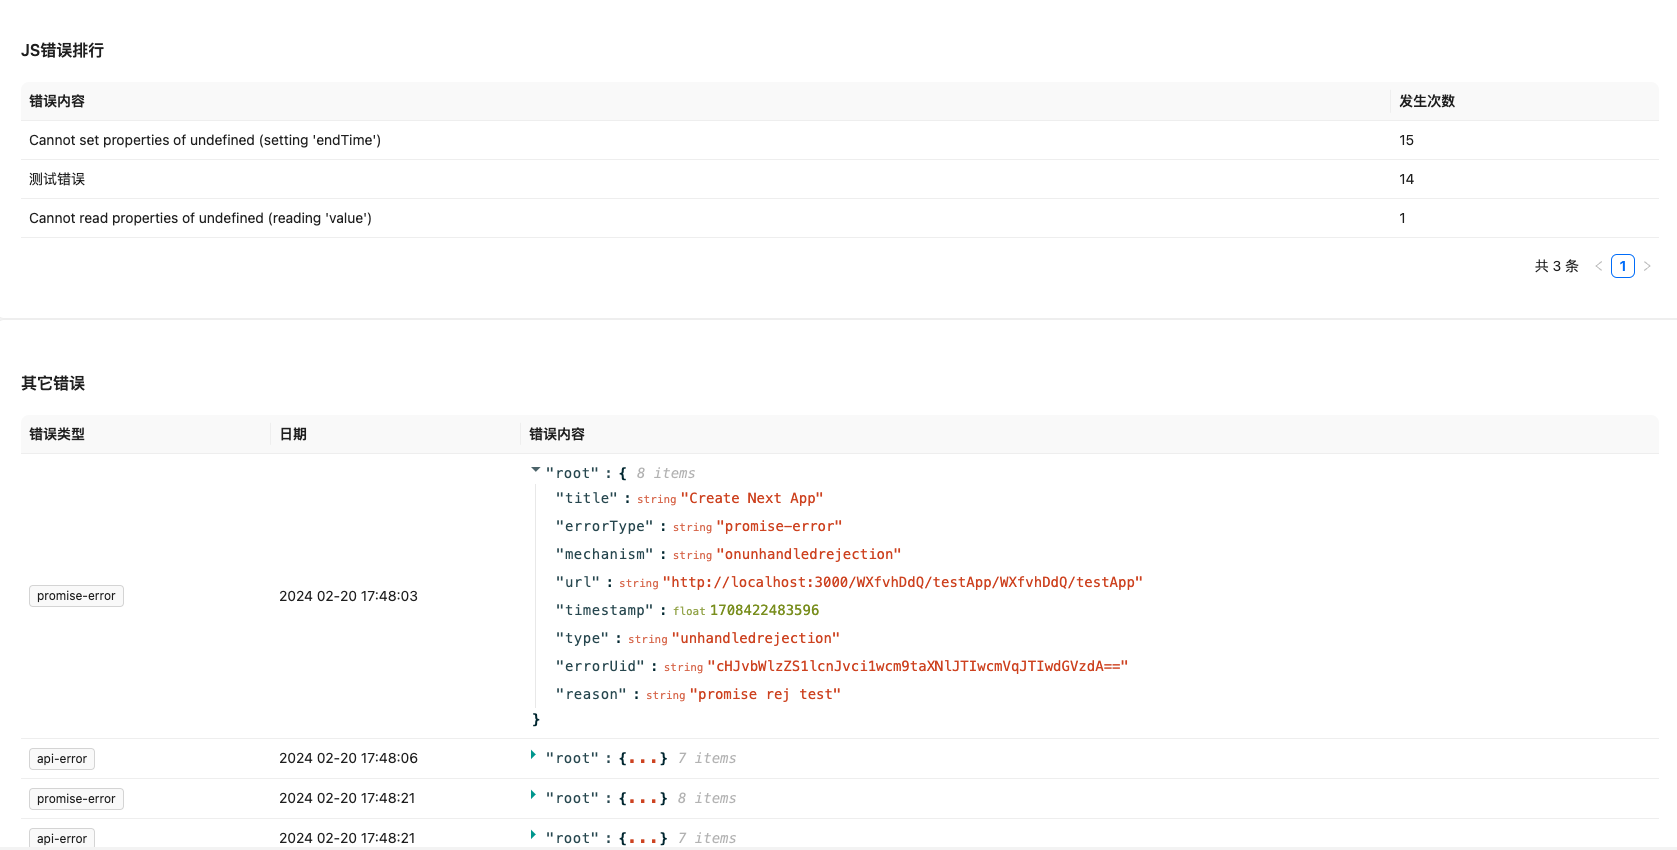 JS错误排行
错误内容 发生次数
Cannot set properties of undefined (setting 'endTime') 15
测试错误 14
Cannot read properties of undefined (reading 'value') 1
共 3 条 < 1 >
其它错误
错误类型 日期 错误内容
"root" : { 8 items
"title" : string "Create Next App"
"errorType" : string "promise-error"
"mechanism" : string "onunhandledrejection"
"url" : string "http://localhost:3000/WXfvhDdQ/testApp/WXfvhDdQ/testApp"
promise-error 2024 02-20 17:48:03
"timestamp" : float 1708422483596
"type" : string "unhandledrejection"
"errorUid" : string "cHJvbWlzZS1lcnJvci1wcm9taXNlJTIwcmVqJTIwdGVzdA=="
"reason" : string "promise rej test"
}
api-error 2024 02-20 17:48:06 "root" : {...} 7 items
promise-error 2024 02-20 17:48:21 "root" : {...} 8 items
api-error 2024 02-20 17:48:21 "root" : {...} 7 items